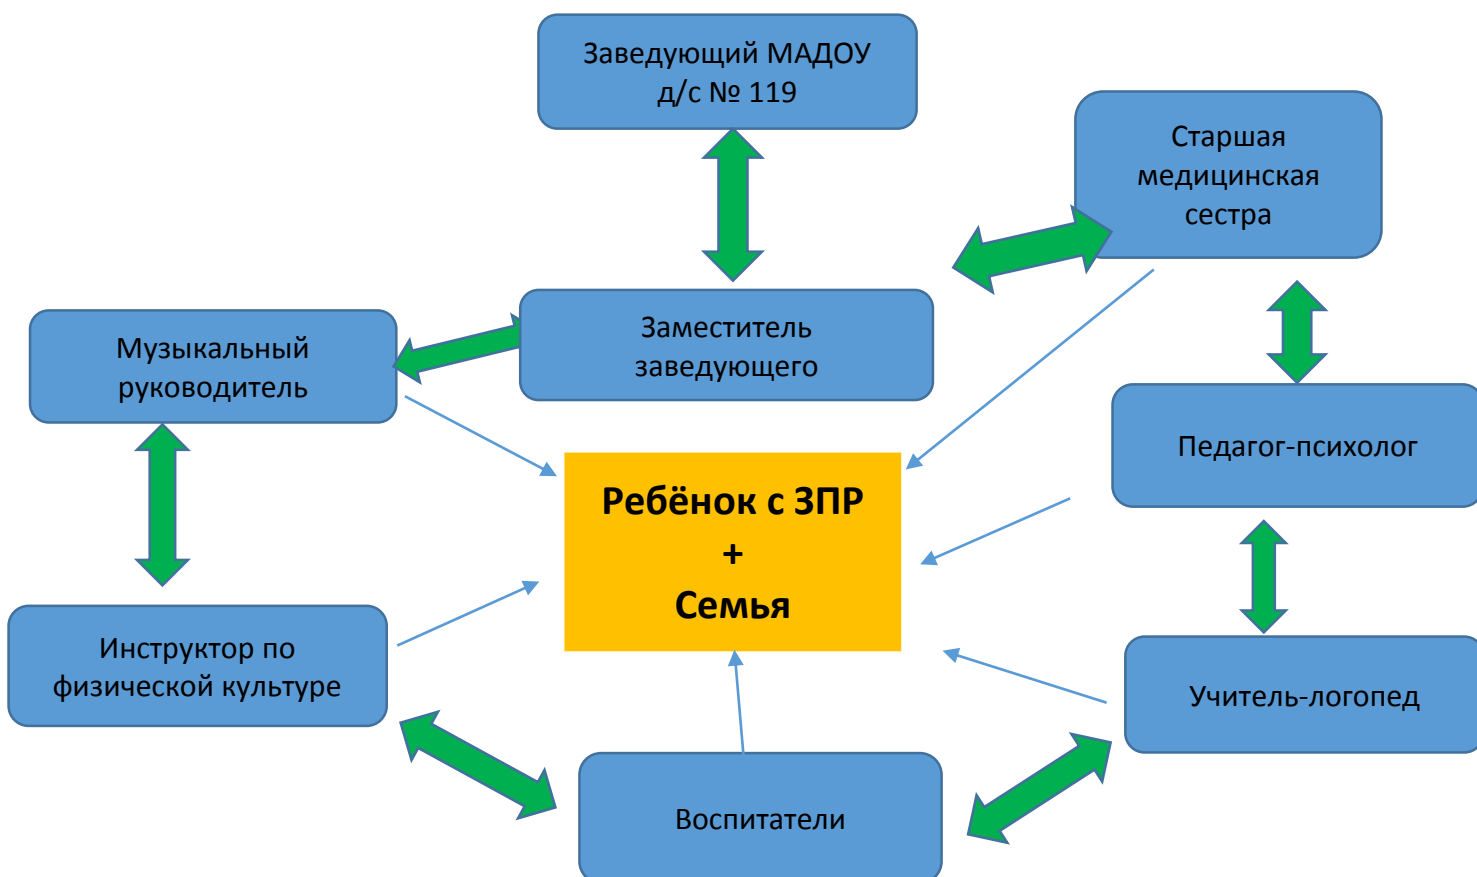 Заведующий МАДОУ
д/с № 119
Старшая
медицинская
сестра
Заместитель
заведующего
Музыкальный
руководитель
Педагог-психолог
Ребёнок с ЗПР
+
Семья
Инструктор по
физической культуре
Учитель-логопед
Воспитатели